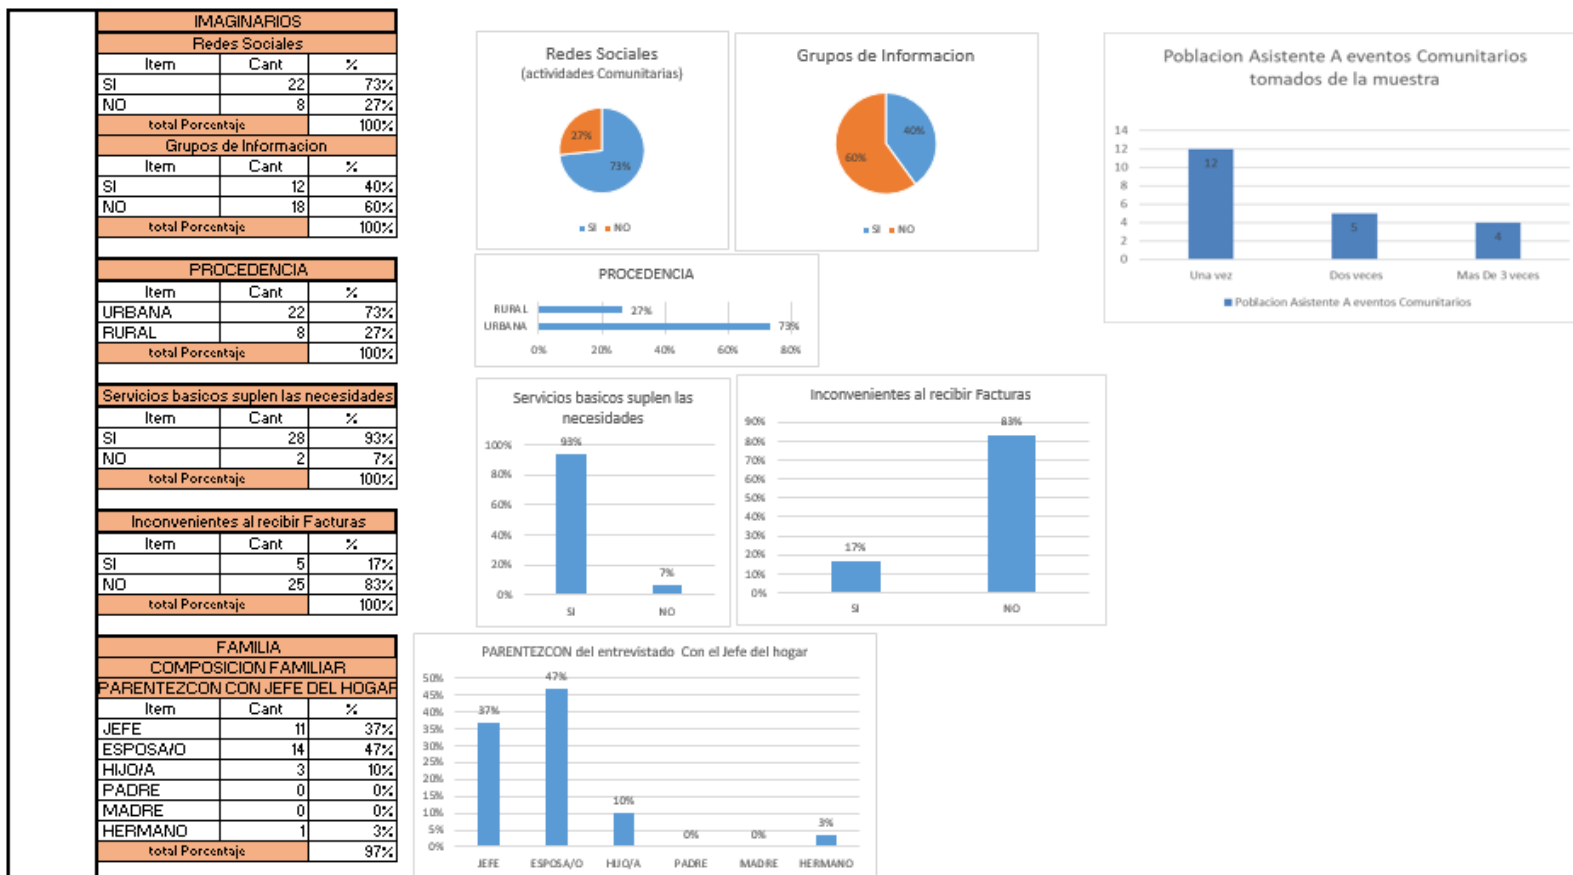 IMAGINARIOS
Redes Sociales
Item Cant %
SI 22 73%
NO 8 27%
total Porcentaje 100%
Grupos de Informacion
Item Cant %
SI 12 40%
NO 18 60%
total Porcentaje 100%
PROCEDENCIA
Item Cant %
URBANA 22 73%
RURAL 8 27%
total Porcentaje 100%
Servicios basicos suplen las necesidades
Item Cant %
SI 28 93%
NO 2 7%
total Porcentaje 100%
Inconvenientes al recibir Facturas
Item Cant %
SI 5 17%
NO 25 83%
total Porcentaje 100%
FAMILIA
COMPOSICION FAMILIAR
PARENTEZCON CON JEFE DEL HOGAR
Item Cant %
JEFE 11 37%
ESPOSA/O 14 47%
HIJO/A 3 10%
PADRE 0 0%
MADRE 0 0%
HERMANO 1 3%
total Porcentaje 97%
Redes Sociales
(actividades Comunitarias)
27%
73%
SI NO
Grupos de Informacion
40%
60%
SI NO
Poblacion Asistente A eventos Comunitarios
tomados de la muestra
14
12
10
8
6
4
2
0
12
5
4
Una vez Dos veces Mas De 3 veces
Poblacion Asistente A eventos Comunitarios
PROCEDENCIA
RURAL 27%
URBANA 73%
0% 20% 40% 60% 80%
Servicios basicos suplen las
necesidades
100%
80%
60%
40%
20%
0%
93%
7%
SI NO
Inconvenientes al recibir Facturas
90%
80%
70%
60%
50%
40%
30%
20%
10%
0%
17%
83%
SI NO
PARENTEZCON del entrevistado Con el Jefe del hogar
50%
45%
40%
35%
30%
25%
20%
15%
10%
5%
0%
37%
47%
10%
0%
0%
3%
JEFE ESPOSA/O HIJO/A PADRE MADRE HERMANO